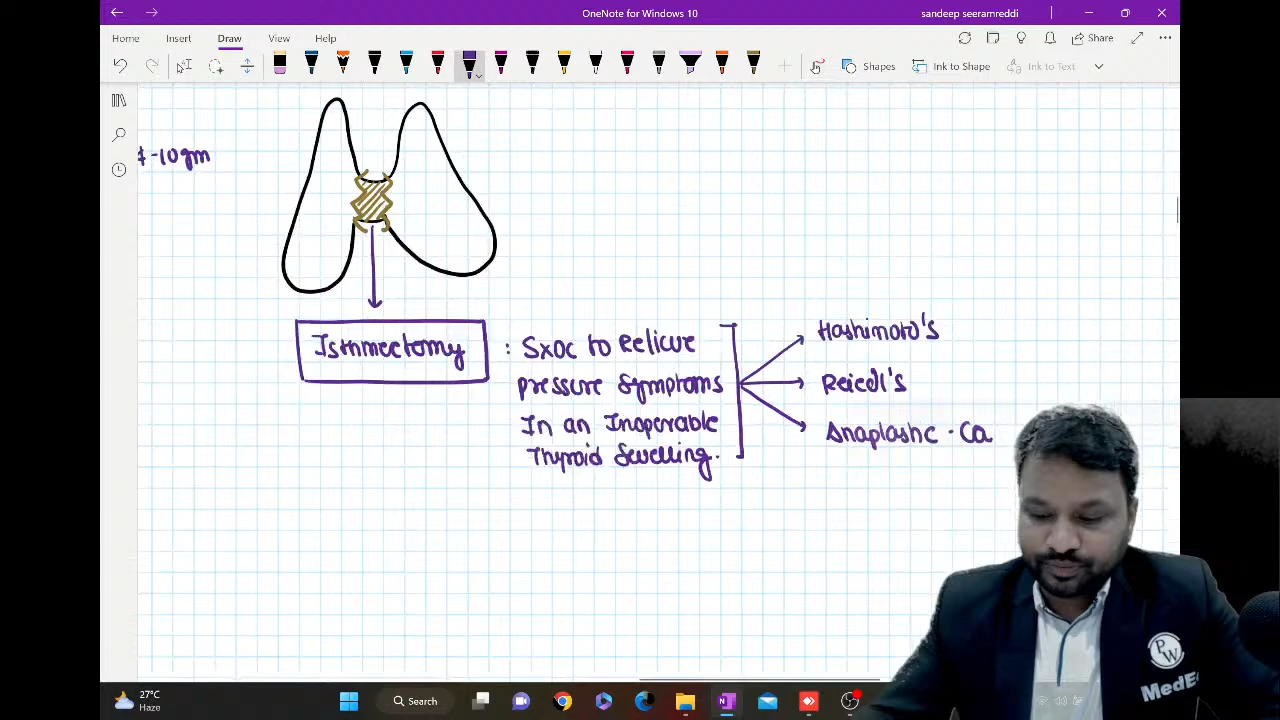 OneNote for Windows 10
sandeep seeramreddi
Home Insert Draw View Help
Share
Shapes Ink to Shape Ink to Text
-10gm
Isthmectomy : SxOC to Relieve
pressure symptoms
In an Inoperable
Thyroid Swelling.
Hashimoto's
Reidel's
Anaplastic . Ca
PW
MedE
27°C
Haze
Search